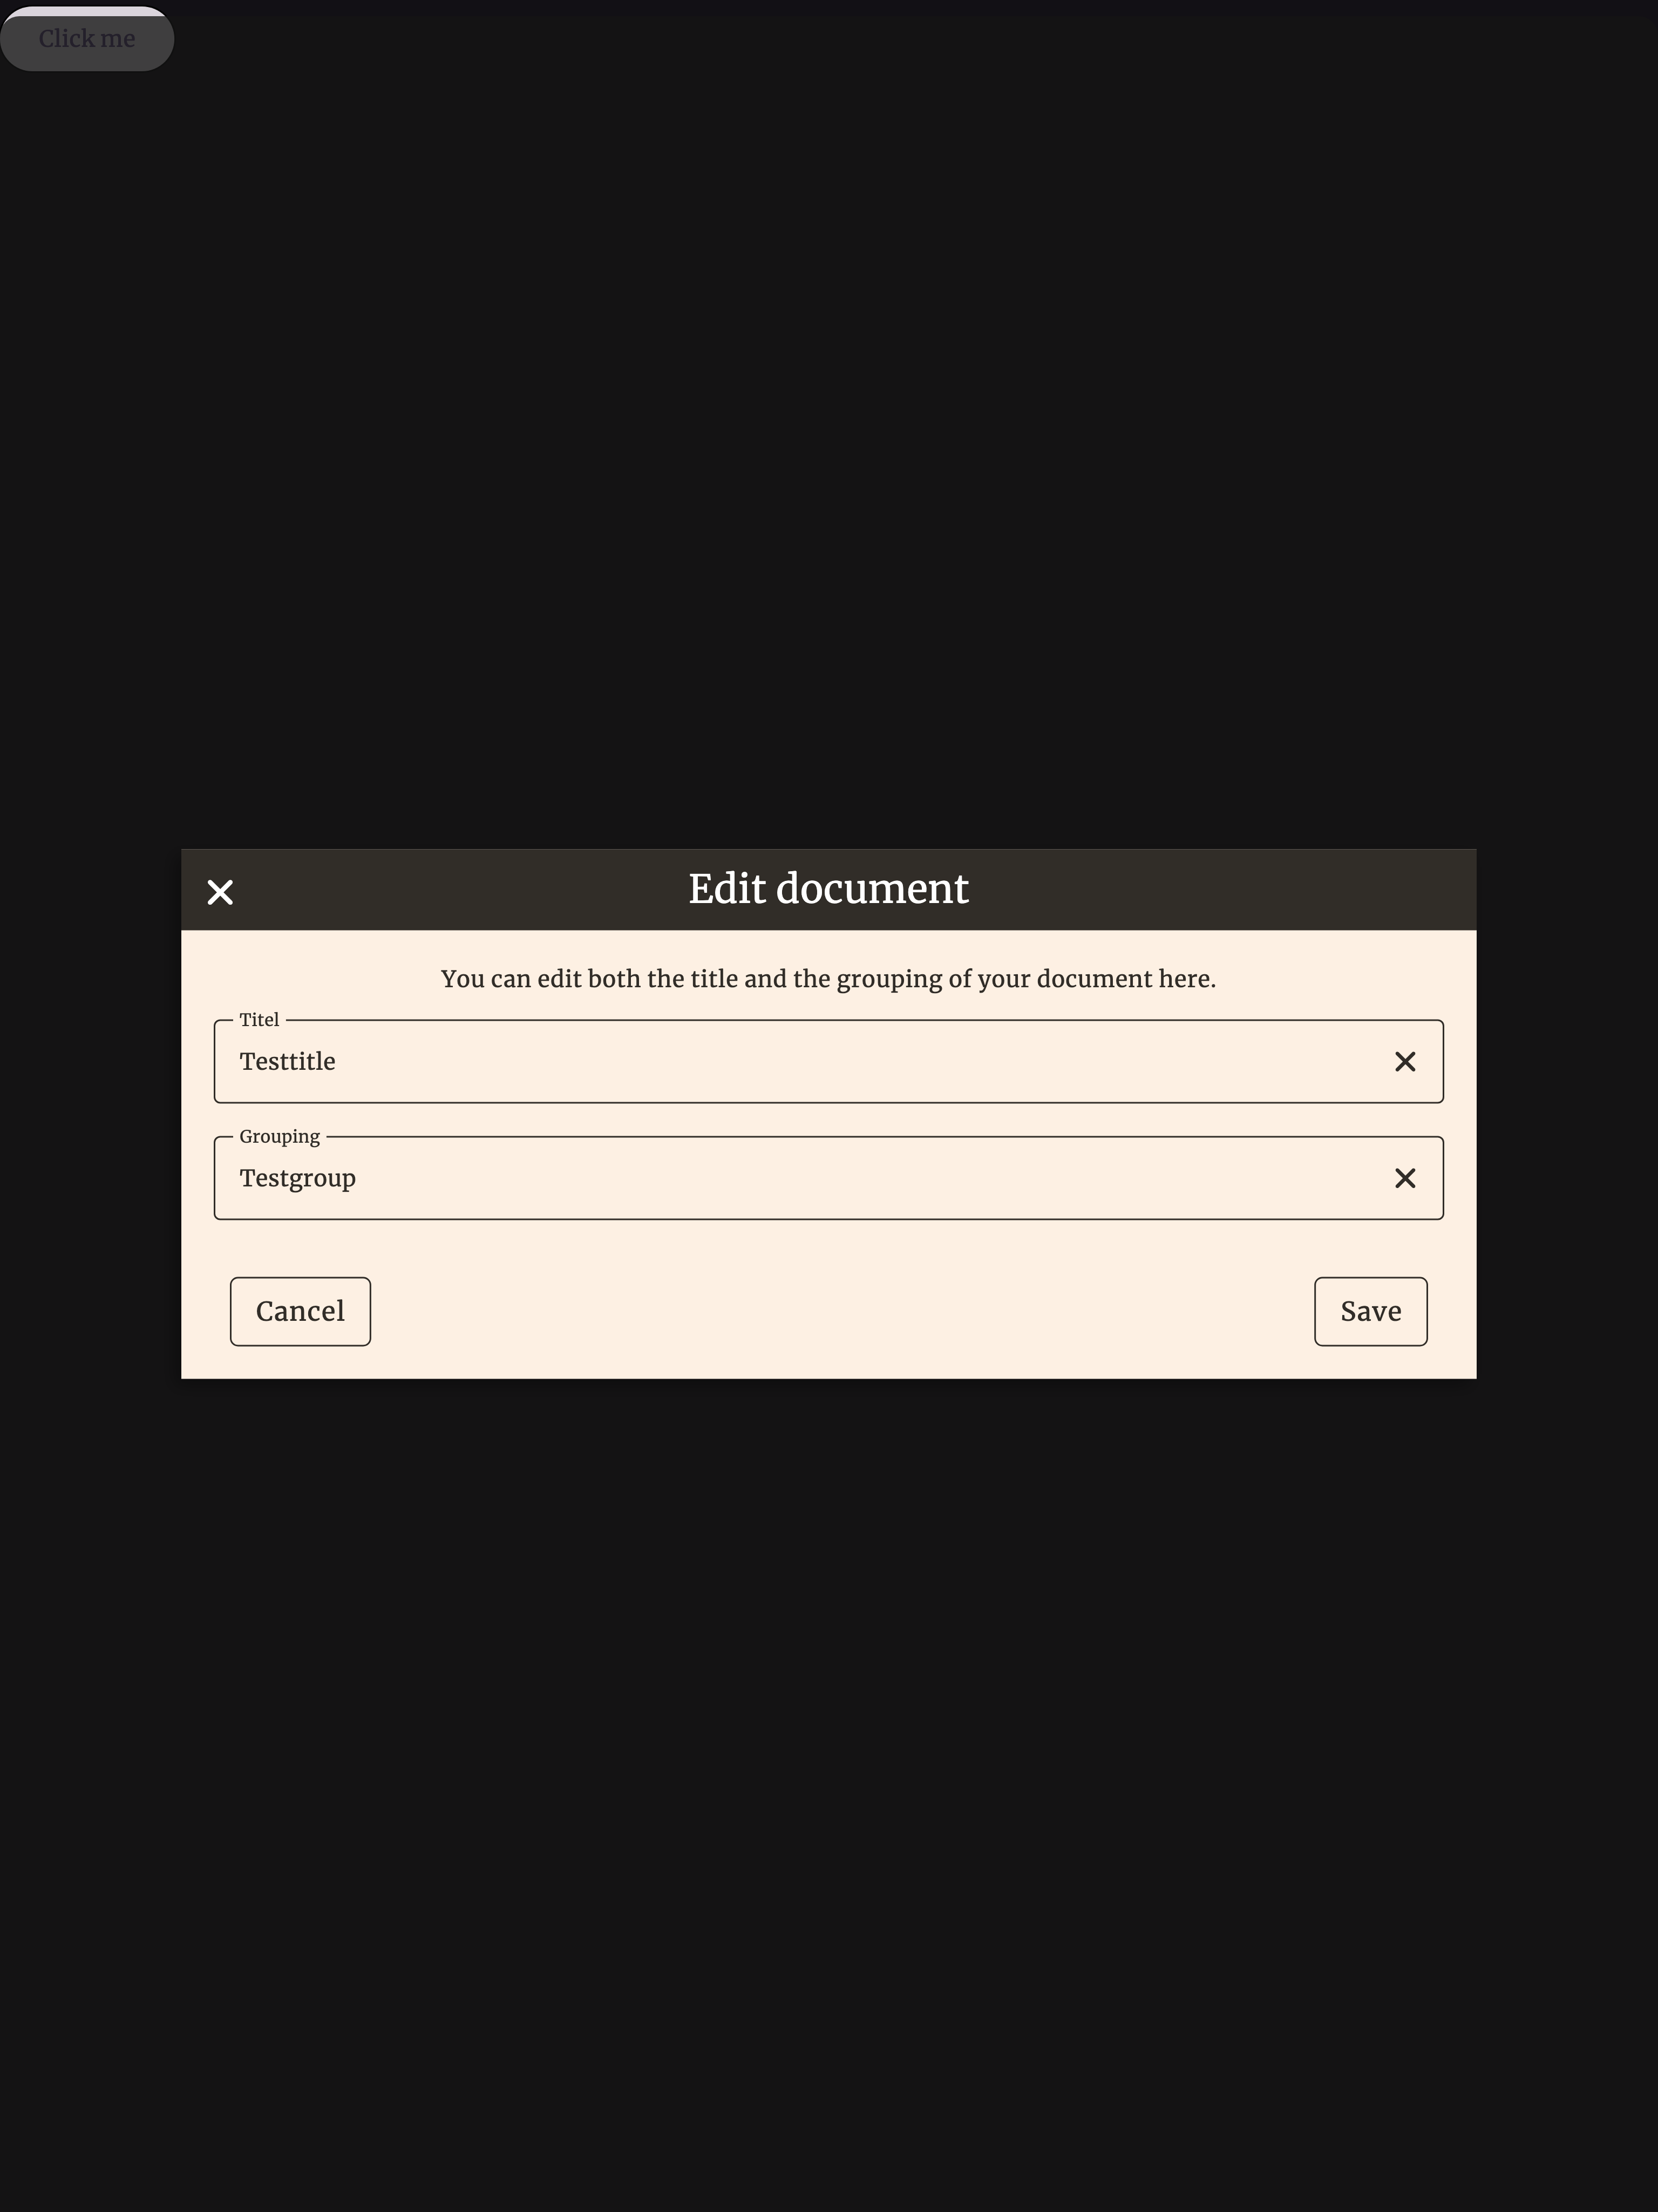 Click me
Edit document
You can edit both the title and the grouping of your document here.
Titel
Testtitle
Grouping
Testgroup
Cancel
Save